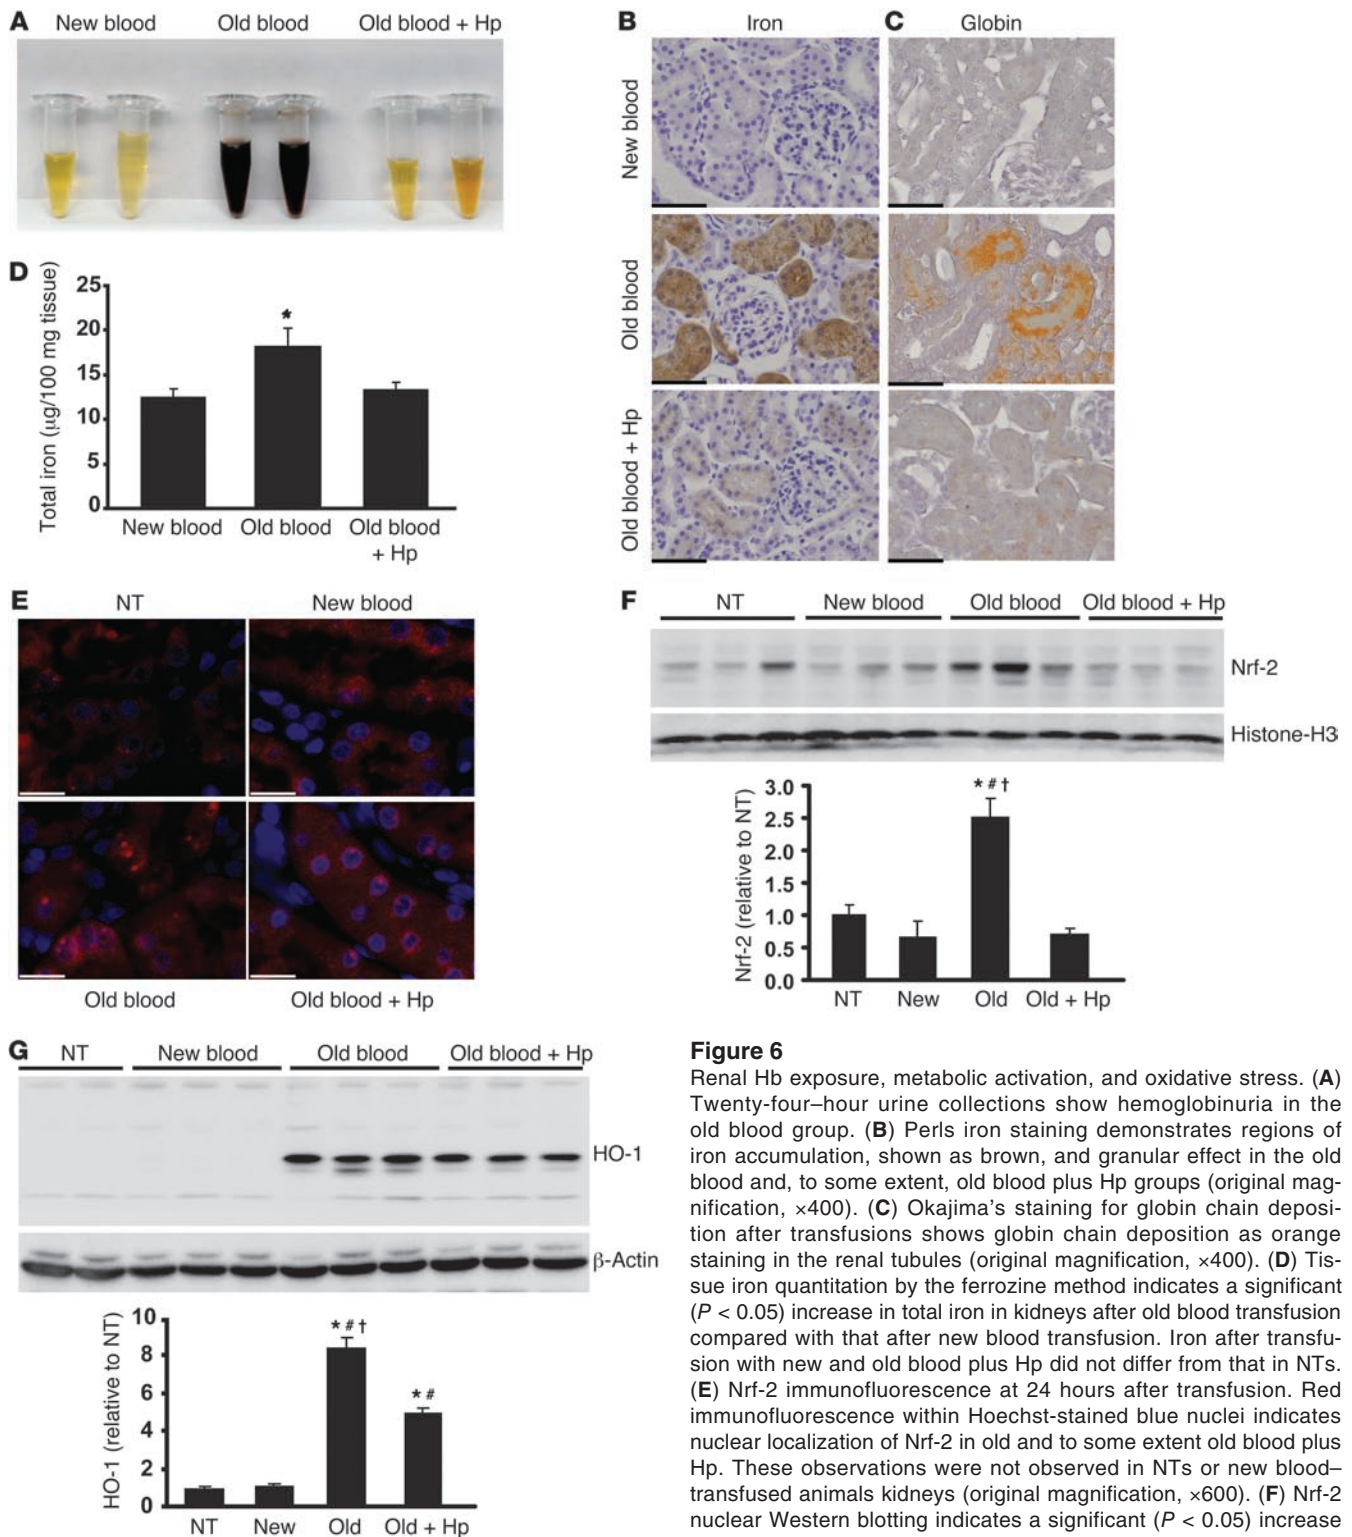 A
New blood Old blood Old blood + Hp
B
Iron
C
Globin
New blood
Old blood
Old blood + Hp
D
Total iron (µg/100 mg tissue)
25
20
15
10
5
0
*
New blood Old blood Old blood
+ Hp
E
NT New blood
Old blood Old blood + Hp
F
NT New blood Old blood Old blood + Hp
Nrf-2
Histone-H3
Nrf-2 (relative to NT)
3.0
2.5
2.0
1.5
1.0
0.5
0.0
* # †
NT New Old Old + Hp
G
NT New blood Old blood Old blood + Hp
HO-1
β-Actin
HO-1 (relative to NT)
10
8
6
4
2
0
* # †
* #
NT New Old Old + Hp
Figure 6
Renal Hb exposure, metabolic activation, and oxidative stress. (A)
Twenty-four–hour urine collections show hemoglobinuria in the
old blood group. (B) Perls iron staining demonstrates regions of
iron accumulation, shown as brown, and granular effect in the old
blood and, to some extent, old blood plus Hp groups (original mag-
nification, ×400). (C) Okajima's staining for globin chain deposi-
tion after transfusions shows globin chain deposition as orange
staining in the renal tubules (original magnification, ×400). (D) Tis-
sue iron quantitation by the ferrozine method indicates a significant
(P < 0.05) increase in total iron in kidneys after old blood transfusion
compared with that after new blood transfusion. Iron after transfu-
sion with new and old blood plus Hp did not differ from that in NTs.
(E) Nrf-2 immunofluorescence at 24 hours after transfusion. Red
immunofluorescence within Hoechst-stained blue nuclei indicates
nuclear localization of Nrf-2 in old and to some extent old blood plus
Hp. These observations were not observed in NTs or new blood–
transfused animals kidneys (original magnification, ×600). (F) Nrf-2
nuclear Western blotting indicates a significant (P < 0.05) increase